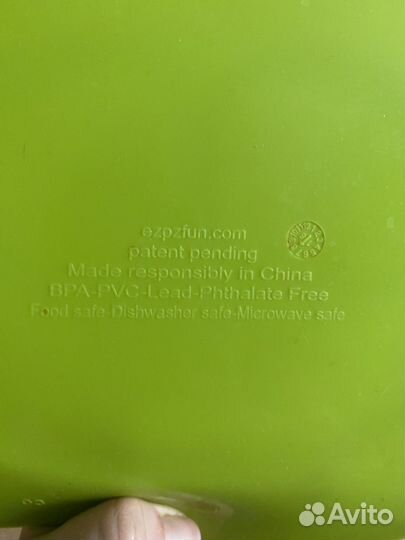 ezpzfun.com
patent pending
Made responsibly in China
BPA-PVC-Lead-Phthalate Free
Food safe-Dishwasher safe-Microwave safe
Avito